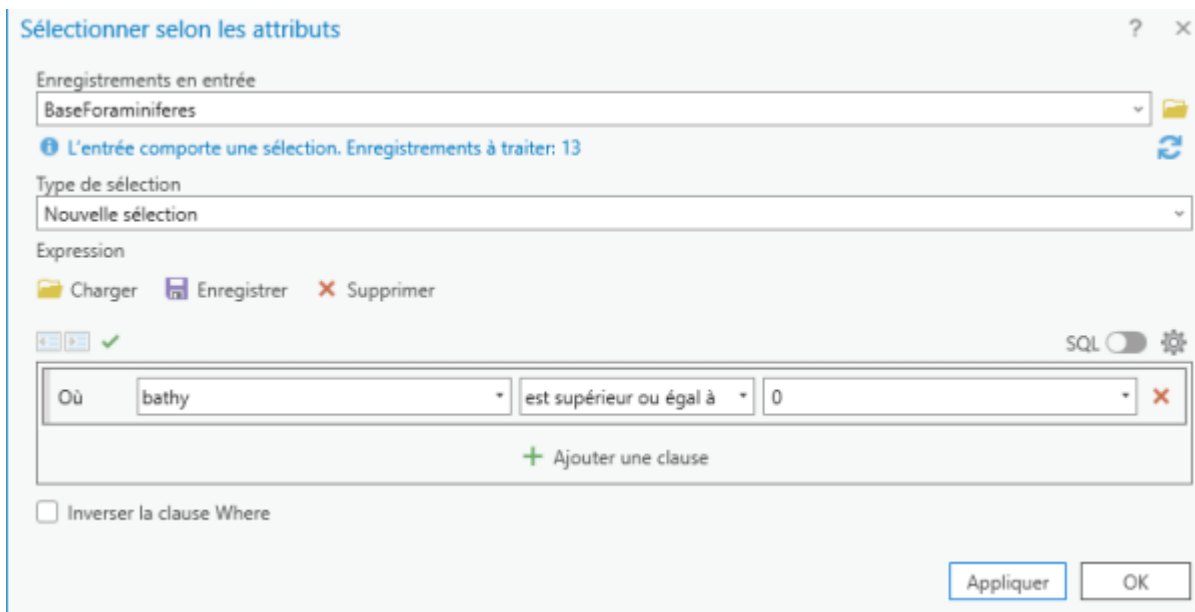 Sélectionner selon les attributs ? ×
Enregistrements en entrée
BaseForaminiferes
L'entrée comporte une sélection. Enregistrements à traiter: 13
Type de sélection
Nouvelle sélection
Expression
Charger Enregistrer Supprimer
SQL
Où bathy est supérieur ou égal à 0
+ Ajouter une clause
Inverser la clause Where
Appliquer OK